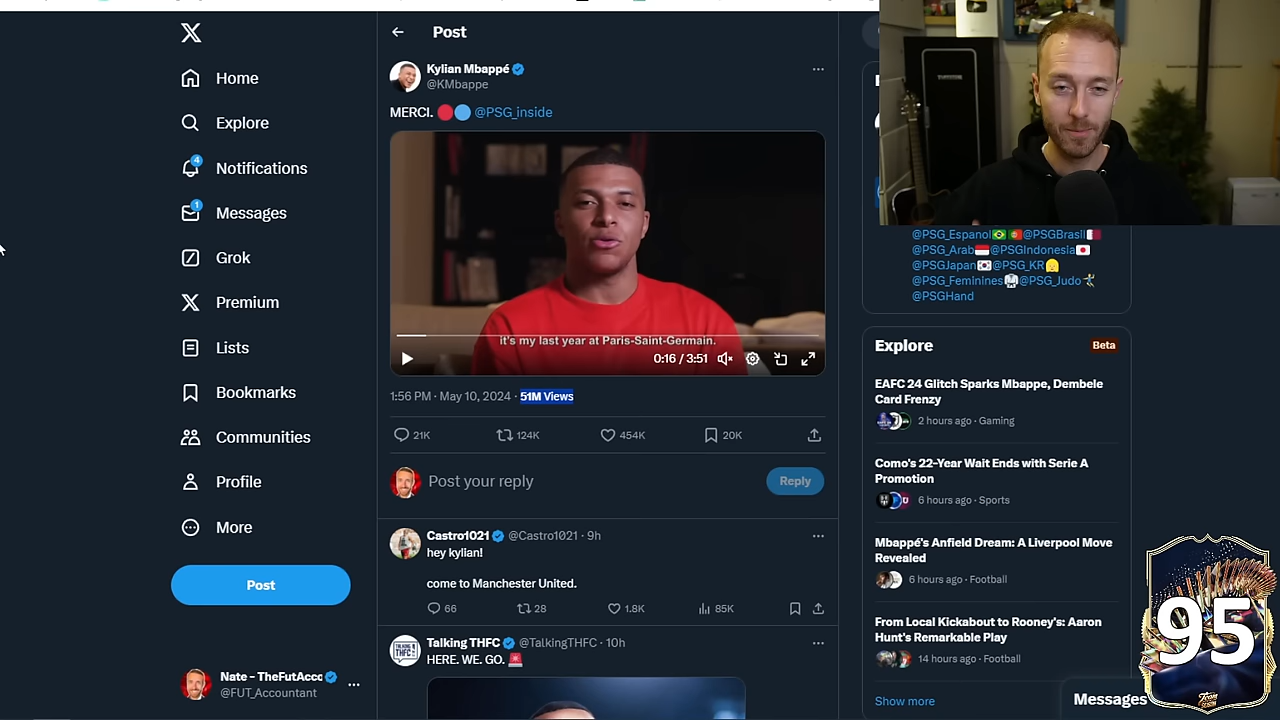 Post
Home
Explore
4
Notifications
1
Messages
Grok
Premium
Lists
Bookmarks
Communities
Profile
More
Post
Nate - TheFutAccc
@FUT_Accountant
Kylian Mbappé
@KMbappe
MERCI. 🔴🔵 @PSG_inside
it's my last year at Paris-Saint-Germain.
0:16 / 3:51
1:56 PM · May 10, 2024 · 51M Views
21K 124K 454K 20K
Post your reply
Reply
Castro1021 @Castro1021 · 9h
hey kylian!
come to Manchester United.
66 28 1.8K 85K
Talking THFC @TalkingTHFC · 10h
HERE. WE. GO. 🚨
@PSG_Espanol🇧🇷🇵🇹@PSGBrasil🇶🇦
@PSG_Arab🇮🇩@PSGIndonesia🇯🇵
@PSGJapan🇰🇷@PSG_KR👱
@PSG_Feminines🥋@PSG_Judo🤾
@PSGHand
Explore Beta
EAFC 24 Glitch Sparks Mbappe, Dembele
Card Frenzy
2 hours ago · Gaming
Como's 22-Year Wait Ends with Serie A
Promotion
6 hours ago · Sports
Mbappé's Anfield Dream: A Liverpool Move
Revealed
6 hours ago · Football
From Local Kickabout to Rooney's: Aaron
Hunt's Remarkable Play
14 hours ago · Football
Show more
Messages
95